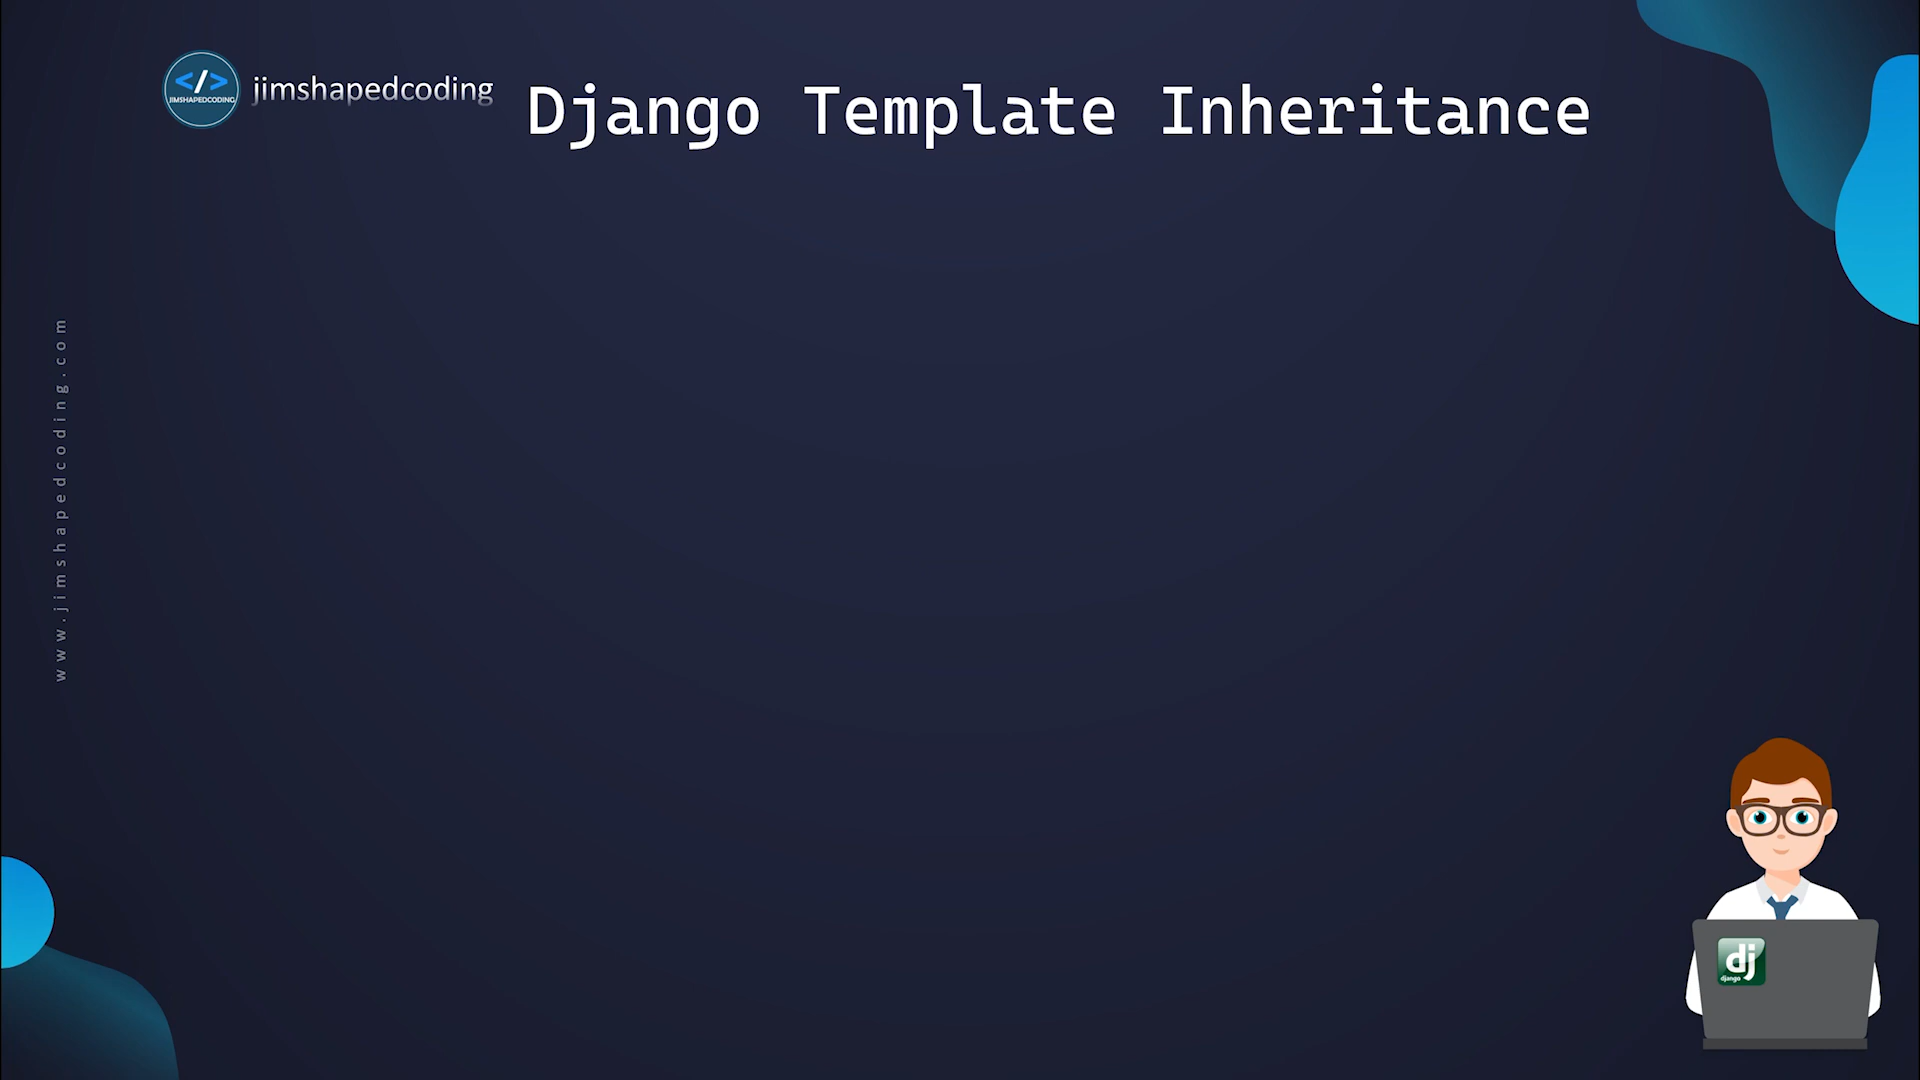 </>
JIMSHAPEDCODING
jimshapedcoding
Django Template Inheritance
www.jimshapedcoding.com
dj
django